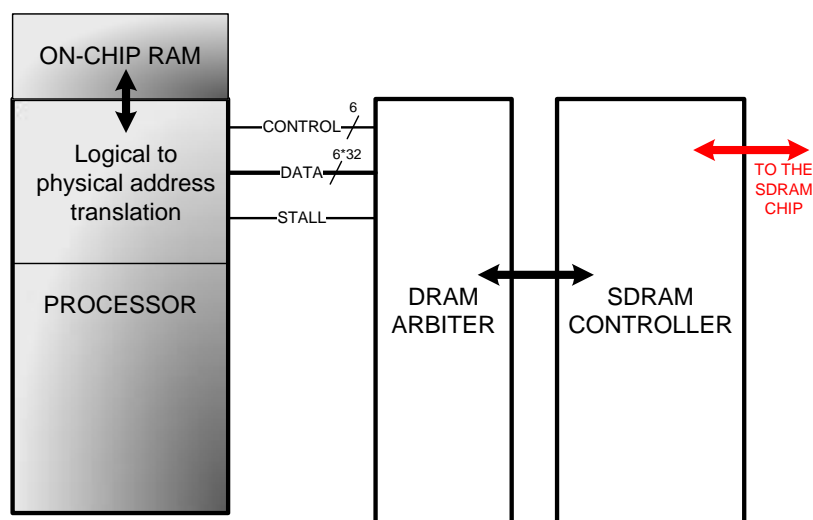 ON-CHIP RAM
Logical to
physical address
translation
PROCESSOR
6
CONTROL
6*32
DATA
STALL
DRAM
ARBITER
SDRAM
CONTROLLER
TO THE
SDRAM
CHIP